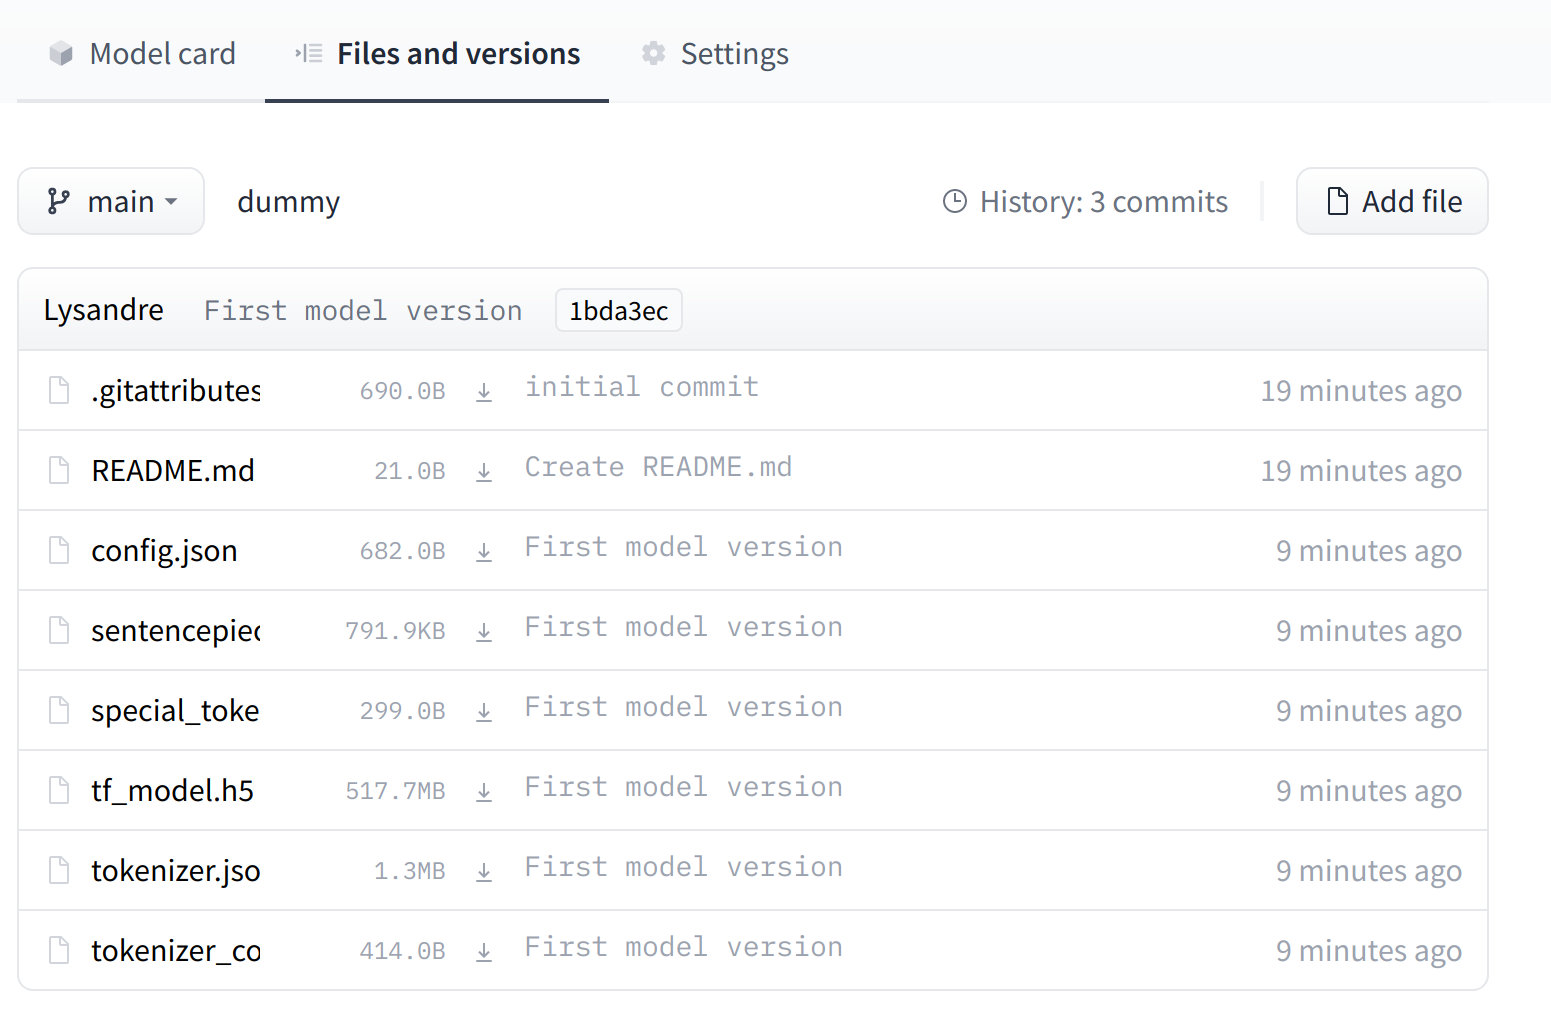 Model card Files and versions Settings
main dummy History: 3 commits Add file
Lysandre First model version 1bda3ec
.gitattributes 690.0B initial commit 19 minutes ago
README.md 21.0B Create README.md 19 minutes ago
config.json 682.0B First model version 9 minutes ago
sentencepiec 791.9KB First model version 9 minutes ago
special_toke 299.0B First model version 9 minutes ago
tf_model.h5 517.7MB First model version 9 minutes ago
tokenizer.jso 1.3MB First model version 9 minutes ago
tokenizer_co 414.0B First model version 9 minutes ago